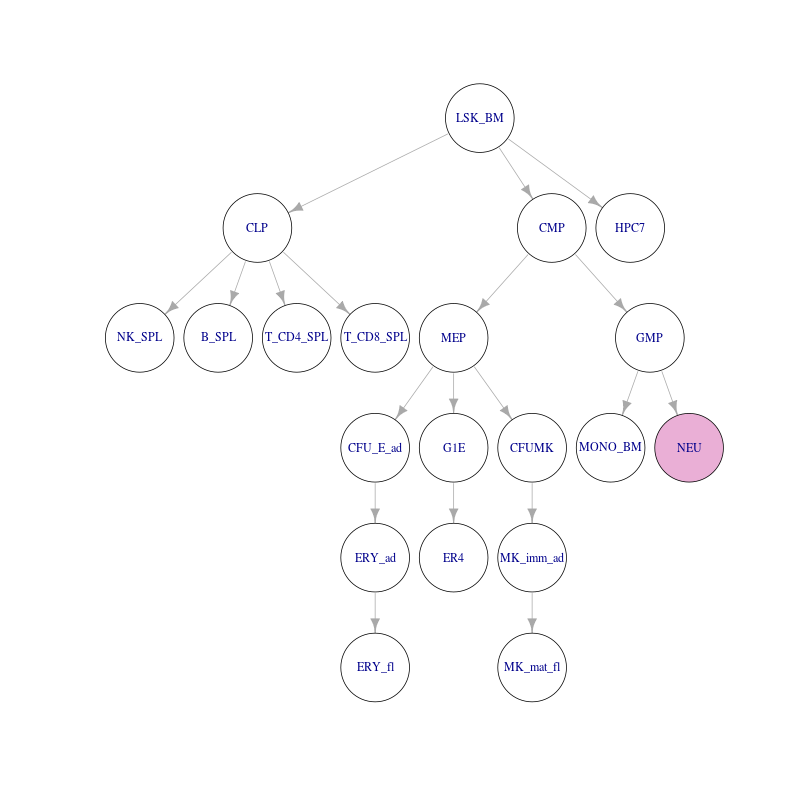 LSK_BM
CLP
CMP
HPC7
NK_SPL
B_SPL
T_CD4_SPL
T_CD8_SPL
MEP
GMP
CFU_E_ad
G1E
CFUMK
MONO_BM
NEU
ERY_ad
ER4
MK_imm_ad
ERY_fl
MK_mat_fl